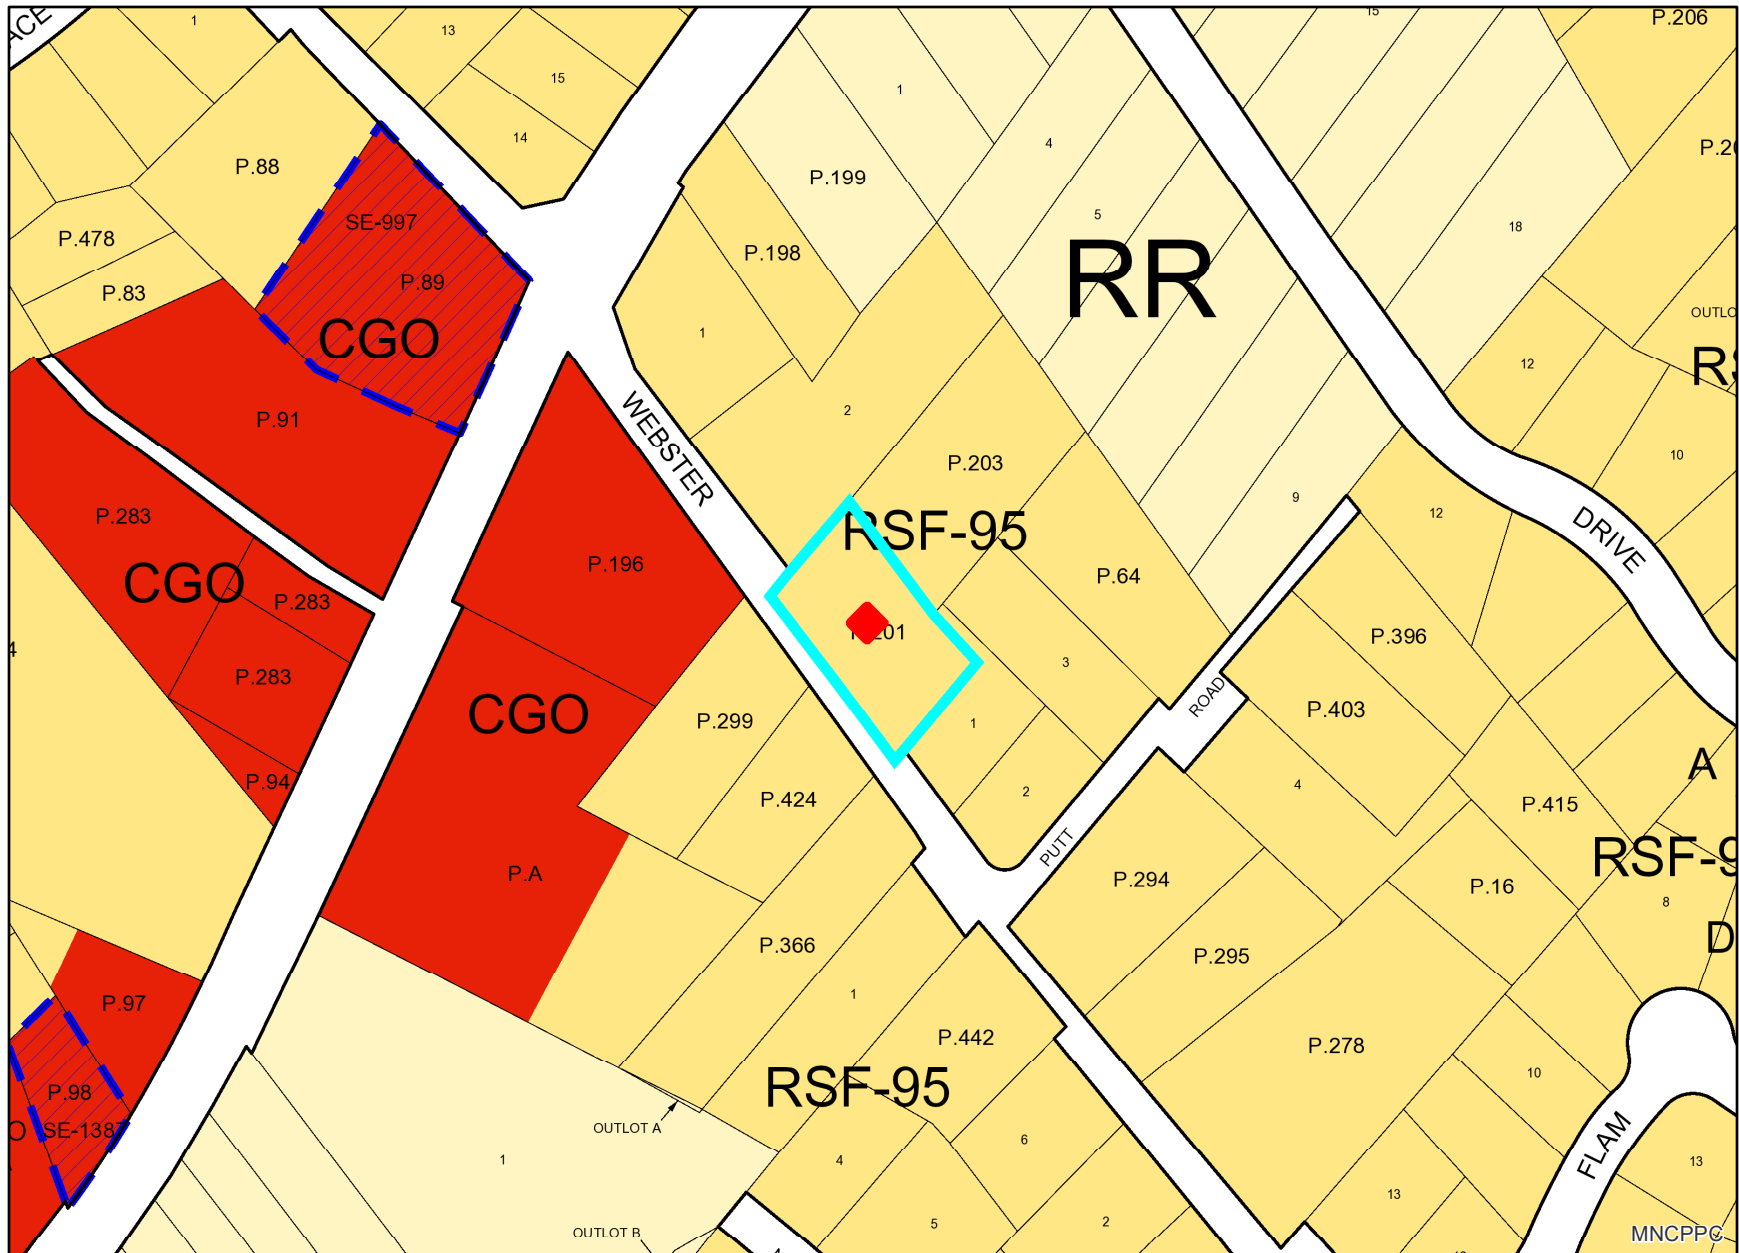 1
13
15
P.206
15
1
14
4
P.88
P.199
SE-997
5
18
P.478
P.198
RR
P.89
P.83
OUTLO
CGO
1
12
2
P.91
WEBSTER
P.203
10
9
12
P.283
RSF-95
DRIVE
P.196
CGO
P.64
P.283
P.396
3
P.283
ROAD
CGO
P.299
1
P.403
A
P.94
2
4
P.424
P.415
PUTT
RSF-9
P.A
P.294
P.16
8
D
P.366
P.295
1
P.97
P.442
P.278
10
P.98
RSF-95
OUTLOT A
SE-1387
6
FLAM
1
4
13
13
5
2
OUTLOT B
MNCPPC